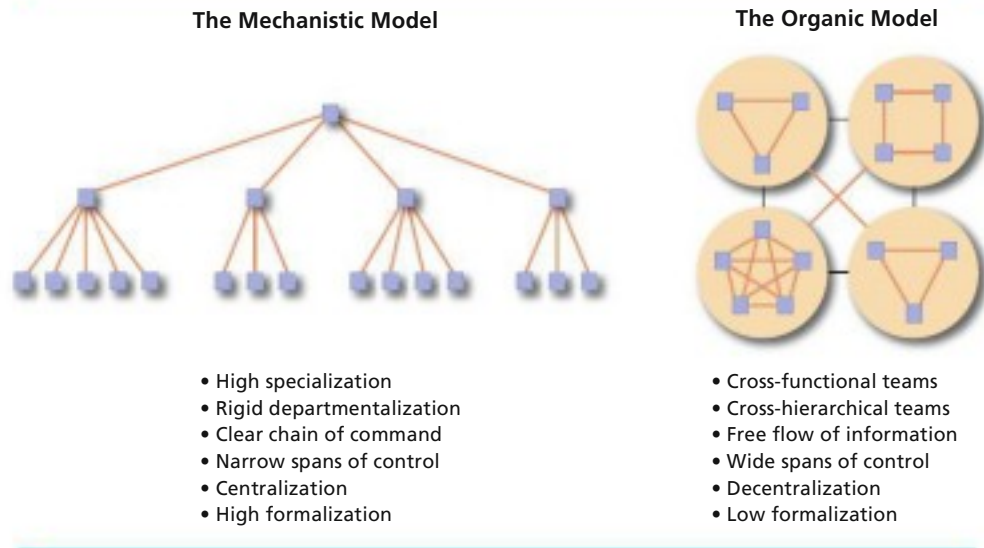 The Mechanistic Model
The Organic Model
• High specialization
• Rigid departmentalization
• Clear chain of command
• Narrow spans of control
• Centralization
• High formalization
• Cross-functional teams
• Cross-hierarchical teams
• Free flow of information
• Wide spans of control
• Decentralization
• Low formalization